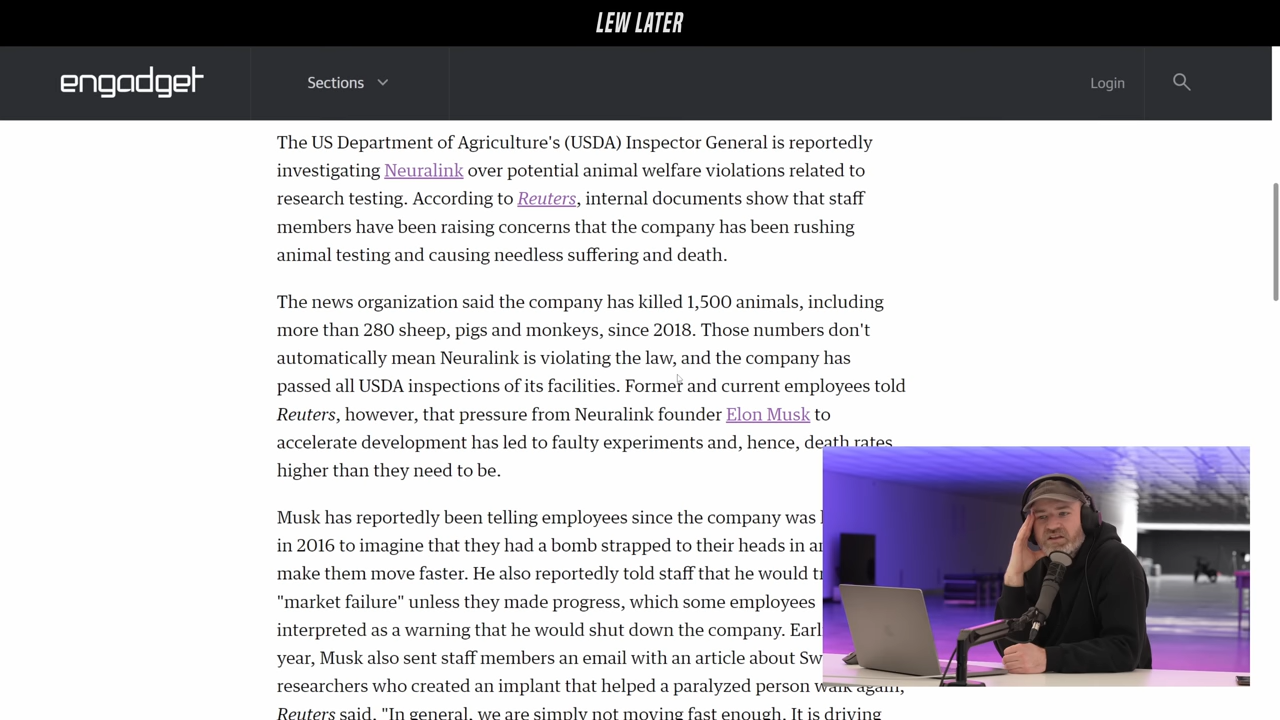 LEW LATER
engadget
Sections
Login
The US Department of Agriculture's (USDA) Inspector General is reportedly
investigating Neuralink over potential animal welfare violations related to
research testing. According to Reuters, internal documents show that staff
members have been raising concerns that the company has been rushing
animal testing and causing needless suffering and death.
The news organization said the company has killed 1,500 animals, including
more than 280 sheep, pigs and monkeys, since 2018. Those numbers don't
automatically mean Neuralink is violating the law, and the company has
passed all USDA inspections of its facilities. Former and current employees told
Reuters, however, that pressure from Neuralink founder Elon Musk to
accelerate development has led to faulty experiments and, hence, death rates
higher than they need to be.
Musk has reportedly been telling employees since the company was
in 2016 to imagine that they had a bomb strapped to their heads in
make them move faster. He also reportedly told staff that he would
"market failure" unless they made progress, which some employees
interpreted as a warning that he would shut down the company.
year, Musk also sent staff members an email with an article about
researchers who created an implant that helped a paralyzed person walk again,
Reuters said. "In general, we are simply not moving fast enough. It is driving